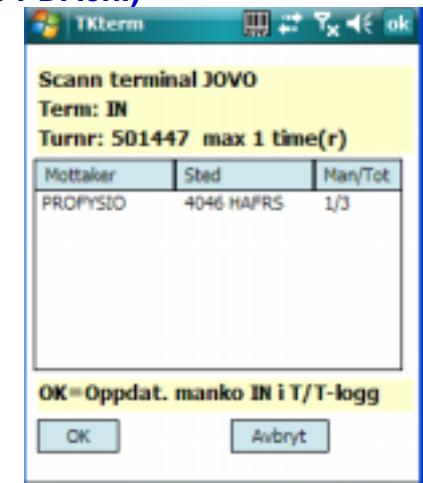 TKterm ok
Scann terminal JOVO
Term: IN
Turnr: 501447 max 1 time(r)
Mottaker Sted Man/Tot
PROFYSIO 4046 HAFRS 1/3
OK=Oppdat. manko IN i T/T-logg
OK Avbryt